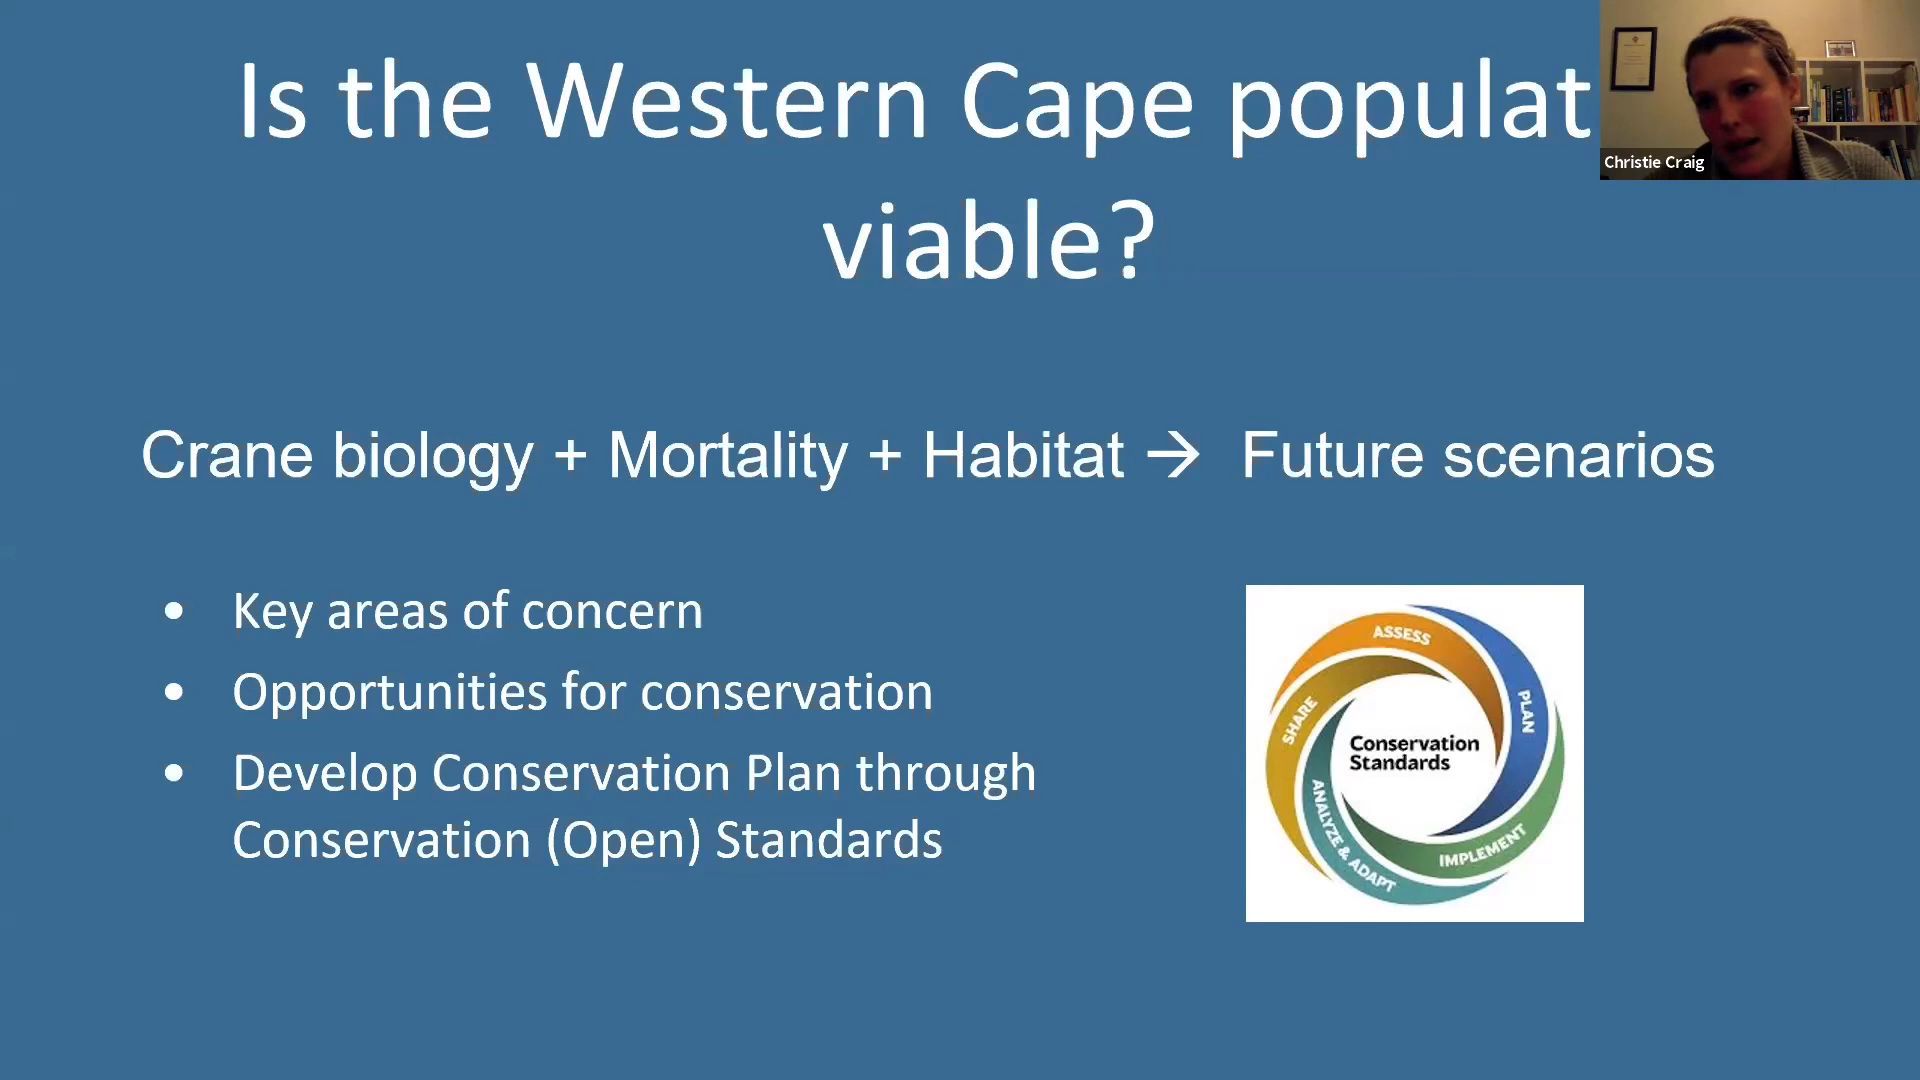 Is the Western Cape populat
viable?
Christie Craig
Crane biology + Mortality + Habitat → Future scenarios
• Key areas of concern
• Opportunities for conservation
• Develop Conservation Plan through
Conservation (Open) Standards
ASSESS
PLAN
IMPLEMENT
ANALYZE & ADAPT
SHARE
Conservation
Standards